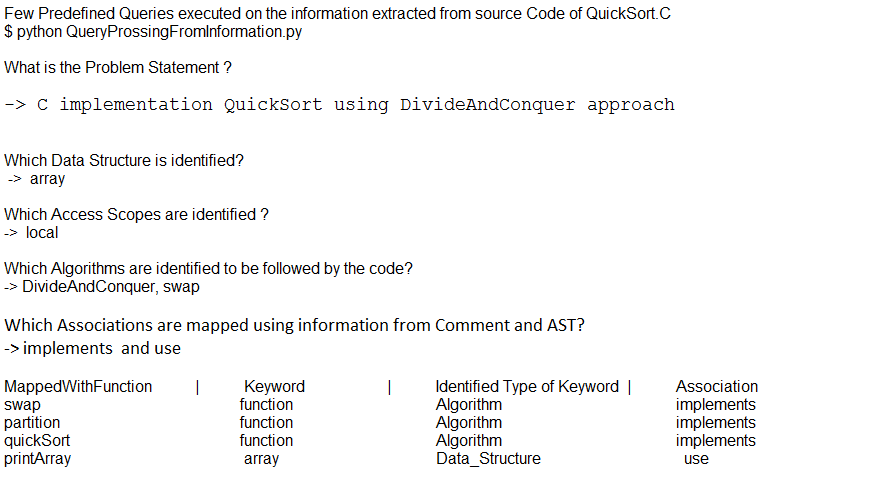 Few Predefined Queries executed on the information extracted from source Code of QuickSort.C
$ python QueryProssingFromInformation.py
What is the Problem Statement ?
-> C implementation QuickSort using DivideAndConquer approach
Which Data Structure is identified?
-> array
Which Access Scopes are identified ?
-> local
Which Algorithms are identified to be followed by the code?
-> DivideAndConquer, swap
Which Associations are mapped using information from Comment and AST?
-> implements and use
MappedWithFunction | Keyword | Identified Type of Keyword | Association
swap function Algorithm implements
partition function Algorithm implements
quickSort function Algorithm implements
printArray array Data_Structure use